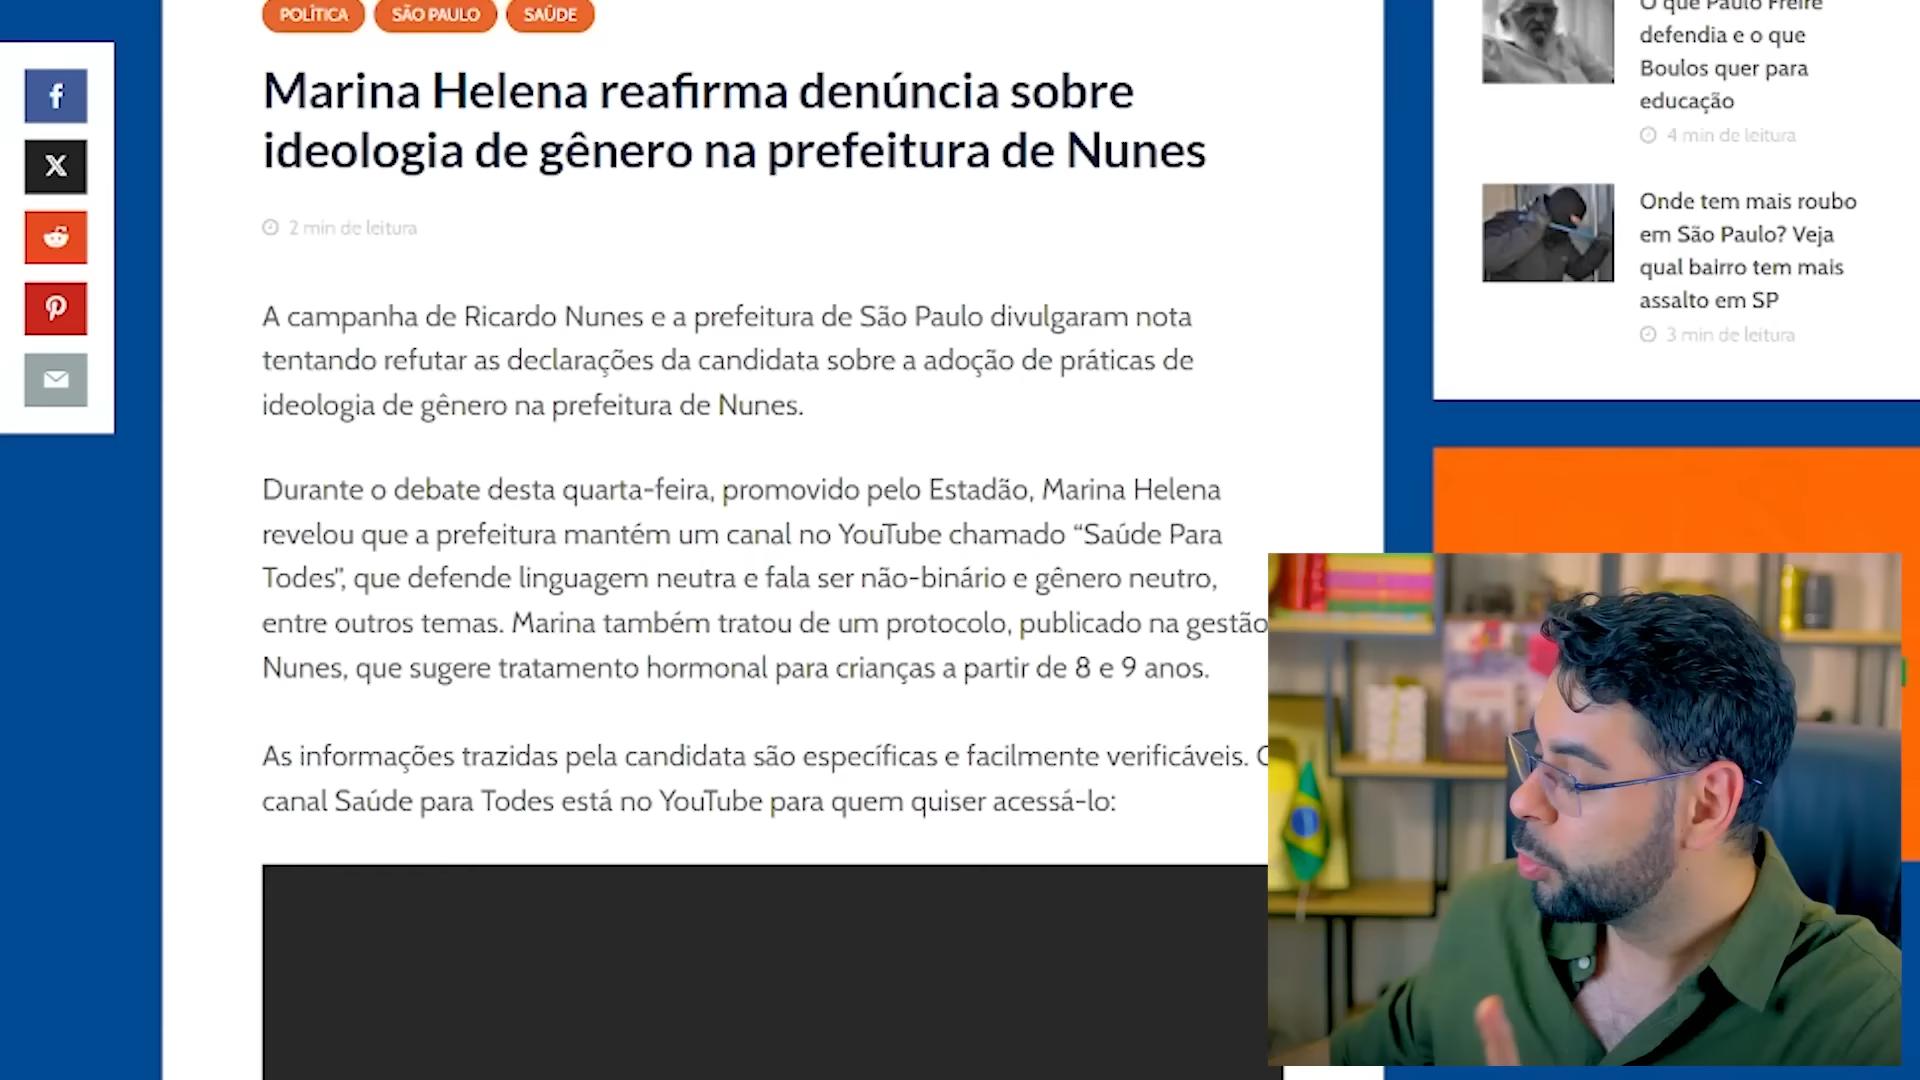 POLÍTICA
SÃO PAULO
SAÚDE
Marina Helena reafirma denúncia sobre
ideologia de gênero na prefeitura de Nunes
2 min de leitura
A campanha de Ricardo Nunes e a prefeitura de São Paulo divulgaram nota
tentando refutar as declarações da candidata sobre a adoção de práticas de
ideologia de gênero na prefeitura de Nunes.
Durante o debate desta quarta-feira, promovido pelo Estadão, Marina Helena
revelou que a prefeitura mantém um canal no YouTube chamado “Saúde Para
Todes”, que defende linguagem neutra e fala ser não-binário e gênero neutro,
entre outros temas. Marina também tratou de um protocolo, publicado na gestão
Nunes, que sugere tratamento hormonal para crianças a partir de 8 e 9 anos.
As informações trazidas pela candidata são específicas e facilmente verificáveis.
canal Saúde para Todes está no YouTube para quem quiser acessá-lo:
O que Paulo Freire
defendia e o que
Boulos quer para
educação
4 min de leitura
Onde tem mais roubo
em São Paulo? Veja
qual bairro tem mais
assalto em SP
3 min de leitura